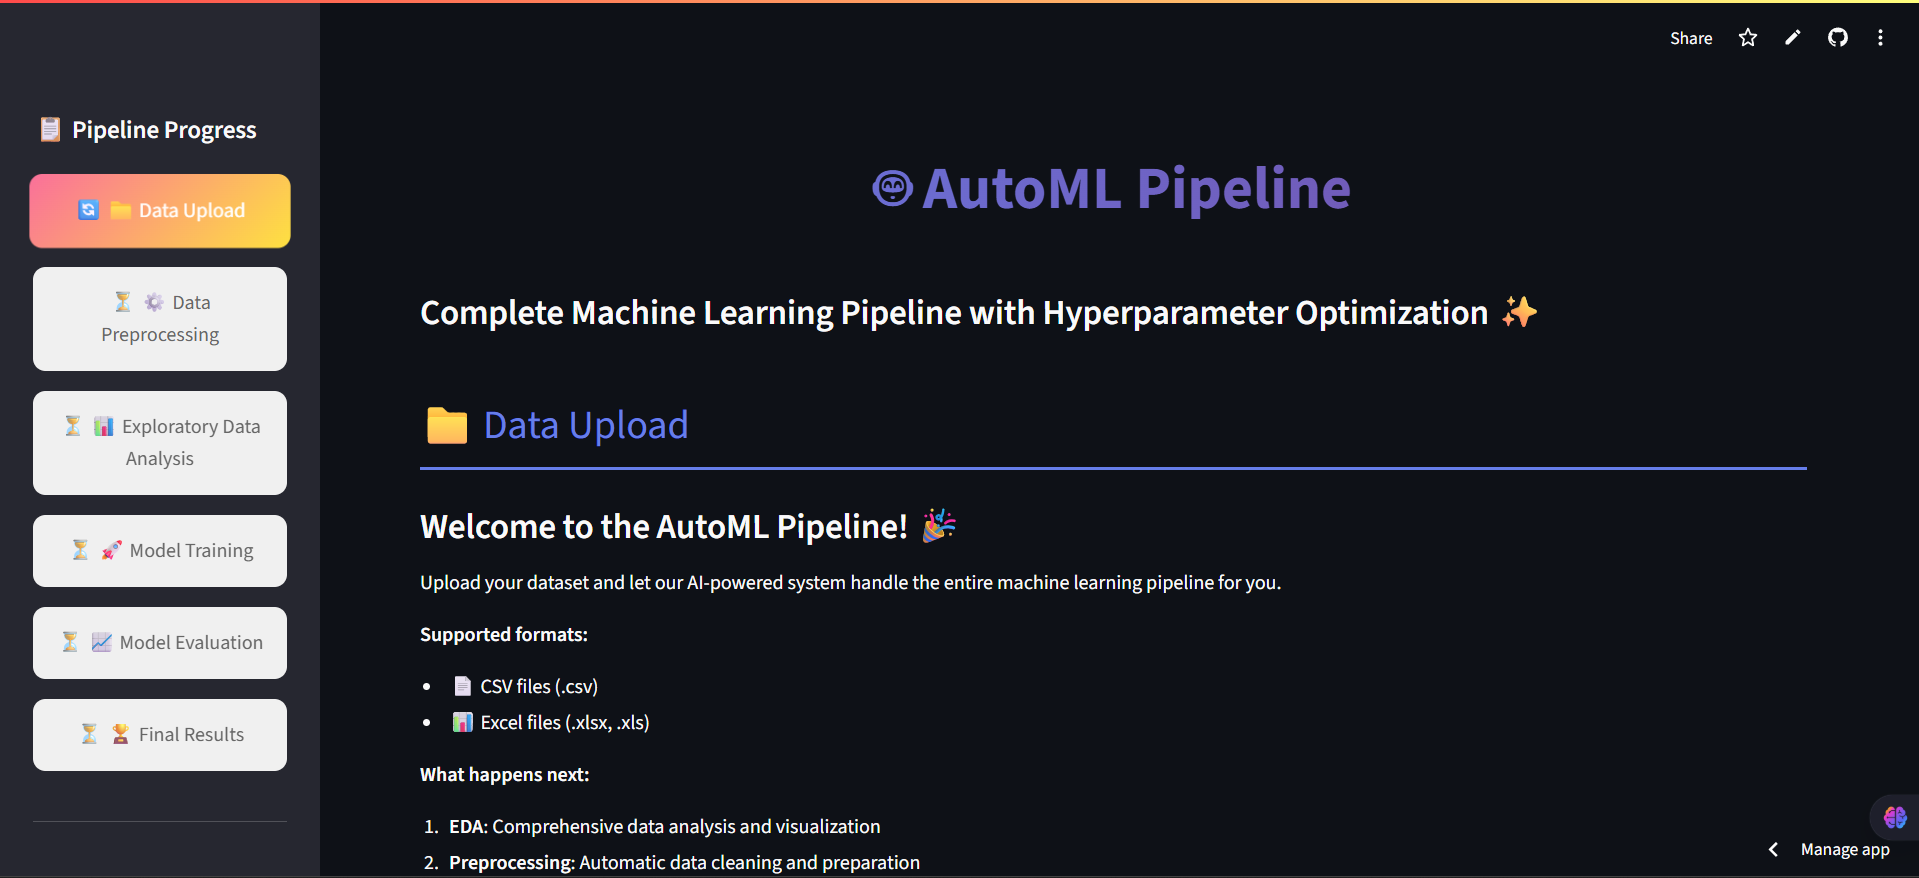 Share
📋 Pipeline Progress
🔄 📁 Data Upload
⏳ ⚙️ Data
Preprocessing
⏳ 📊 Exploratory Data
Analysis
⏳ 🚀 Model Training
⏳ 📈 Model Evaluation
⏳ 🏆 Final Results
🤖 AutoML Pipeline
Complete Machine Learning Pipeline with Hyperparameter Optimization ✨
📁 Data Upload
Welcome to the AutoML Pipeline! 🎉
Upload your dataset and let our AI-powered system handle the entire machine learning pipeline for you.
Supported formats:
• 📄 CSV files (.csv)
• 📊 Excel files (.xlsx, .xls)
What happens next:
1. EDA: Comprehensive data analysis and visualization
2. Preprocessing: Automatic data cleaning and preparation
Manage app